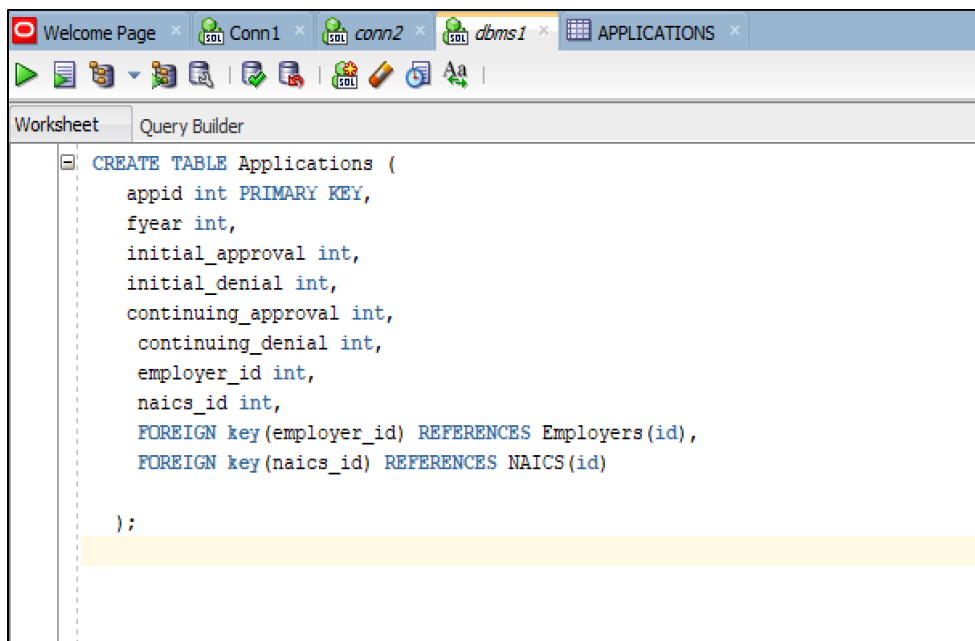 Welcome Page Conn1 conn2 dbms1 APPLICATIONS
Worksheet Query Builder
CREATE TABLE Applications (
appid int PRIMARY KEY,
fyear int,
initial_approval int,
initial_denial int,
continuing_approval int,
continuing_denial int,
employer_id int,
naics_id int,
FOREIGN key(employer_id) REFERENCES Employers(id),
FOREIGN key(naics_id) REFERENCES NAICS(id)
);